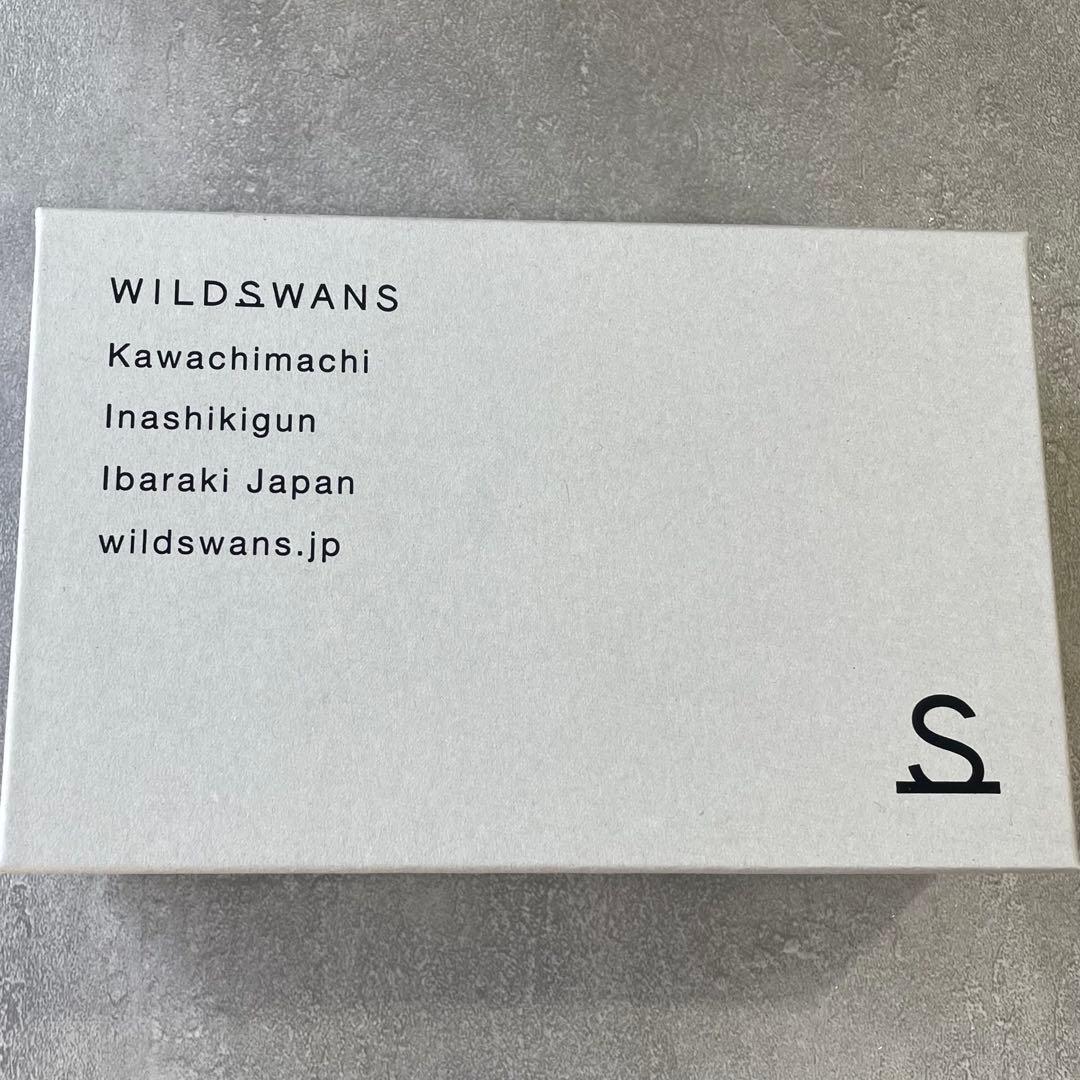 WILDSWANS
Kawachimachi
Inashikigun
Ibaraki Japan
wildswans.jp
S